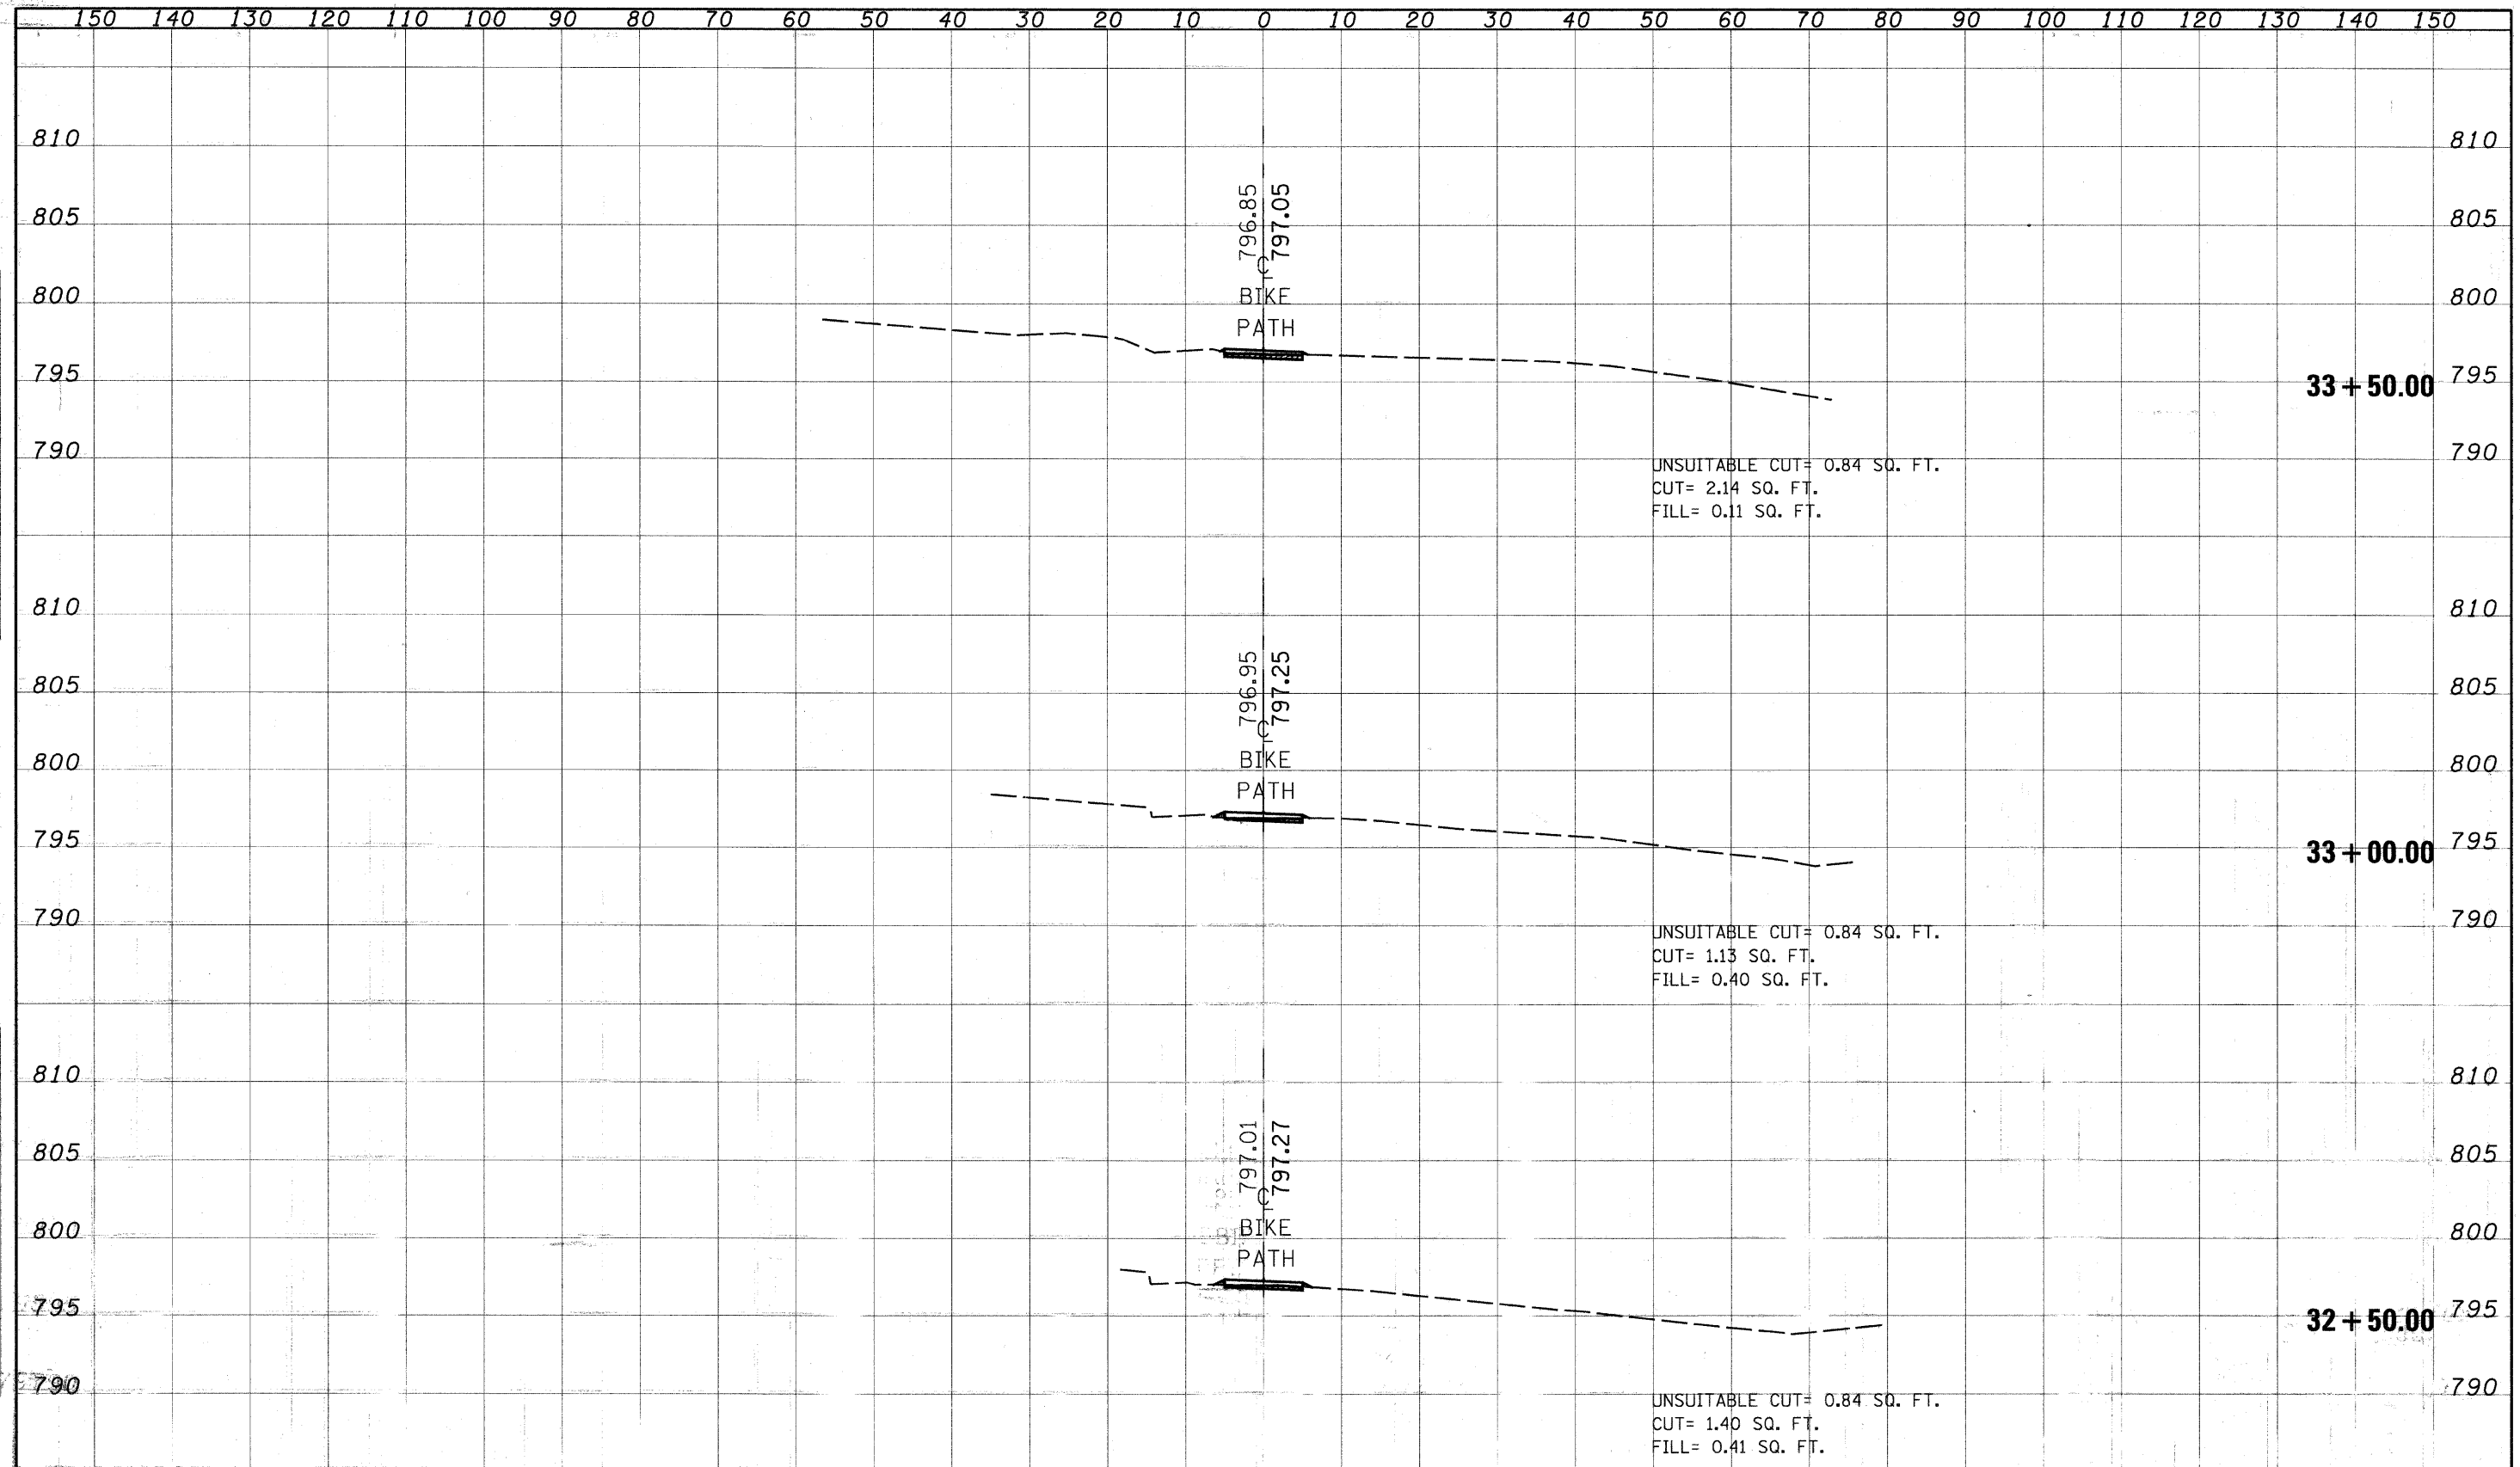 150 140 130 120 110 100 90 80 70 60 50 40 30 20 10 0 10 20 30 40 50 60 70 80 90 100 110 120 130 140 150
810 810
796.85
797.05
805 805
CL
800 BIKE 800
PATH
795 33+50.00 795
790 790
UNSUITABLE CUT= 0.84 SQ. FT.
CUT= 2.14 SQ. FT.
FILL= 0.11 SQ. FT.
810 810
796.95
797.25
805 805
CL
800 BIKE 800
PATH
795 33+00.00 795
790 790
UNSUITABLE CUT= 0.84 SQ. FT.
CUT= 1.13 SQ. FT.
FILL= 0.40 SQ. FT.
810 810
797.01
797.27
805 805
CL
800 BIKE 800
PATH
795 32+50.00 795
790 790
UNSUITABLE CUT= 0.84 SQ. FT.
CUT= 1.40 SQ. FT.
FILL= 0.41 SQ. FT.